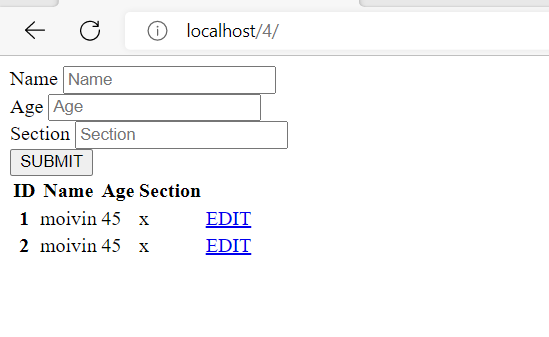 localhost/4/
Name Name
Age Age
Section Section
SUBMIT
ID Name Age Section
1 moivin 45 x EDIT
2 moivin 45 x EDIT